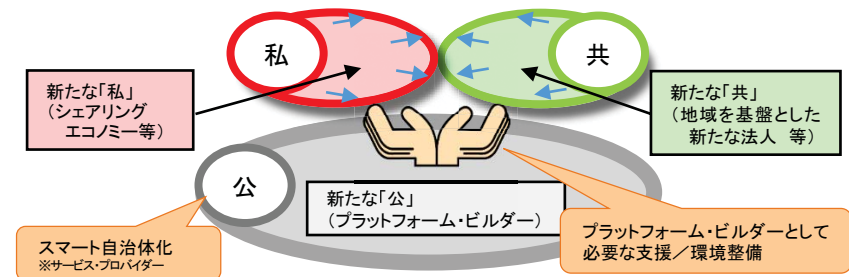 私
共
新たな「私」
(シェアリング
エコノミー等)
新たな「共」
(地域を基盤とした
新たな法人 等)
公
新たな「公」
(プラットフォーム・ビルダー)
スマート自治体化
※サービス・プロバイダー
プラットフォーム・ビルダーとして
必要な支援/環境整備